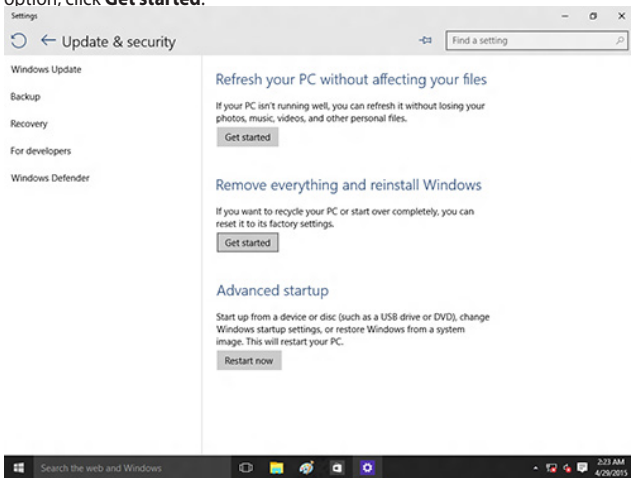 option, click Get started.
Settings
Update & security
Find a setting
Windows Update
Backup
Recovery
For developers
Windows Defender
Refresh your PC without affecting your files
If your PC isn't running well, you can refresh it without losing your
photos, music, videos, and other personal files.
Get started
Remove everything and reinstall Windows
If you want to recycle your PC or start over completely, you can
reset it to its factory settings.
Get started
Advanced startup
Start up from a device or disc (such as a USB drive or DVD), change
Windows startup settings, or restore Windows from a system
image. This will restart your PC.
Restart now
Search the web and Windows
2:23 AM
4/29/2015